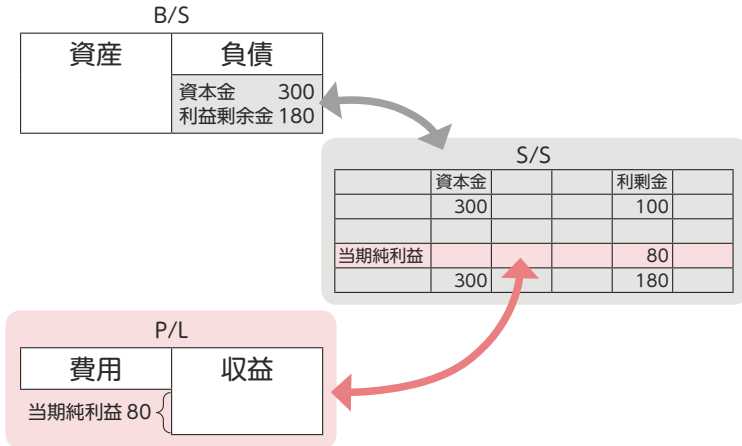 B/S
資産 負債
資本金 300
利益剰余金 180
S/S
資本金 利剰金
300 100
当期純利益 80
300 180
P/L
費用 収益
当期純利益 80